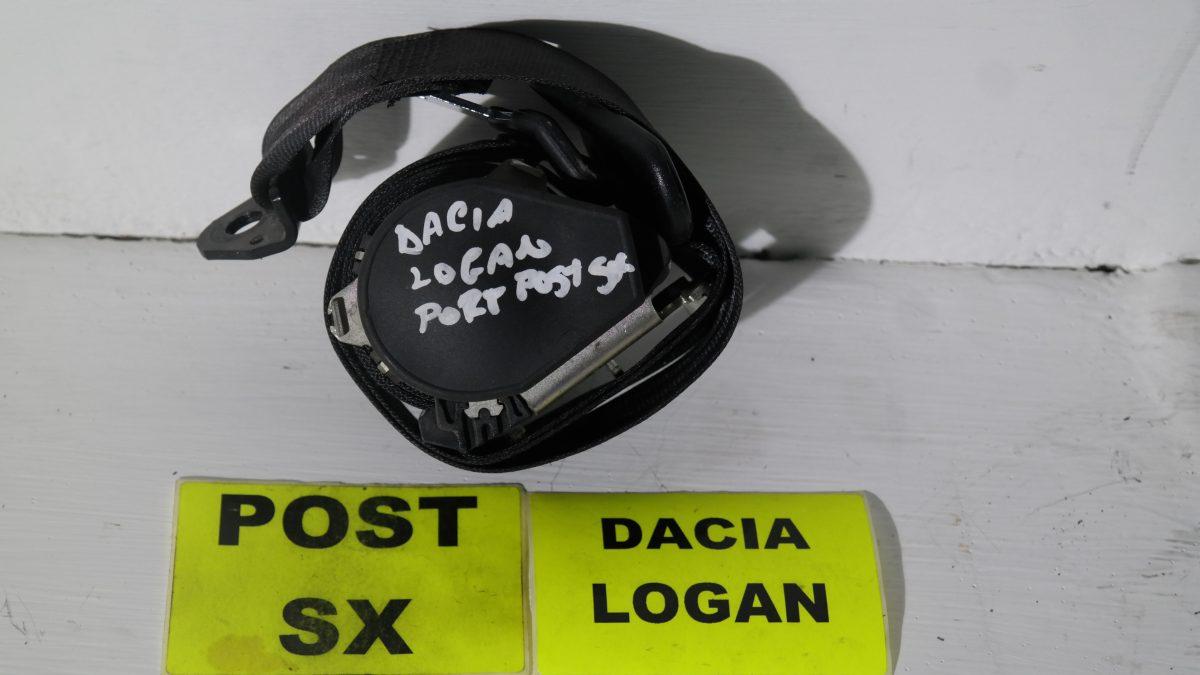 DACIA
LOGAN
PORT POST SX
POST
SX
DACIA
LOGAN